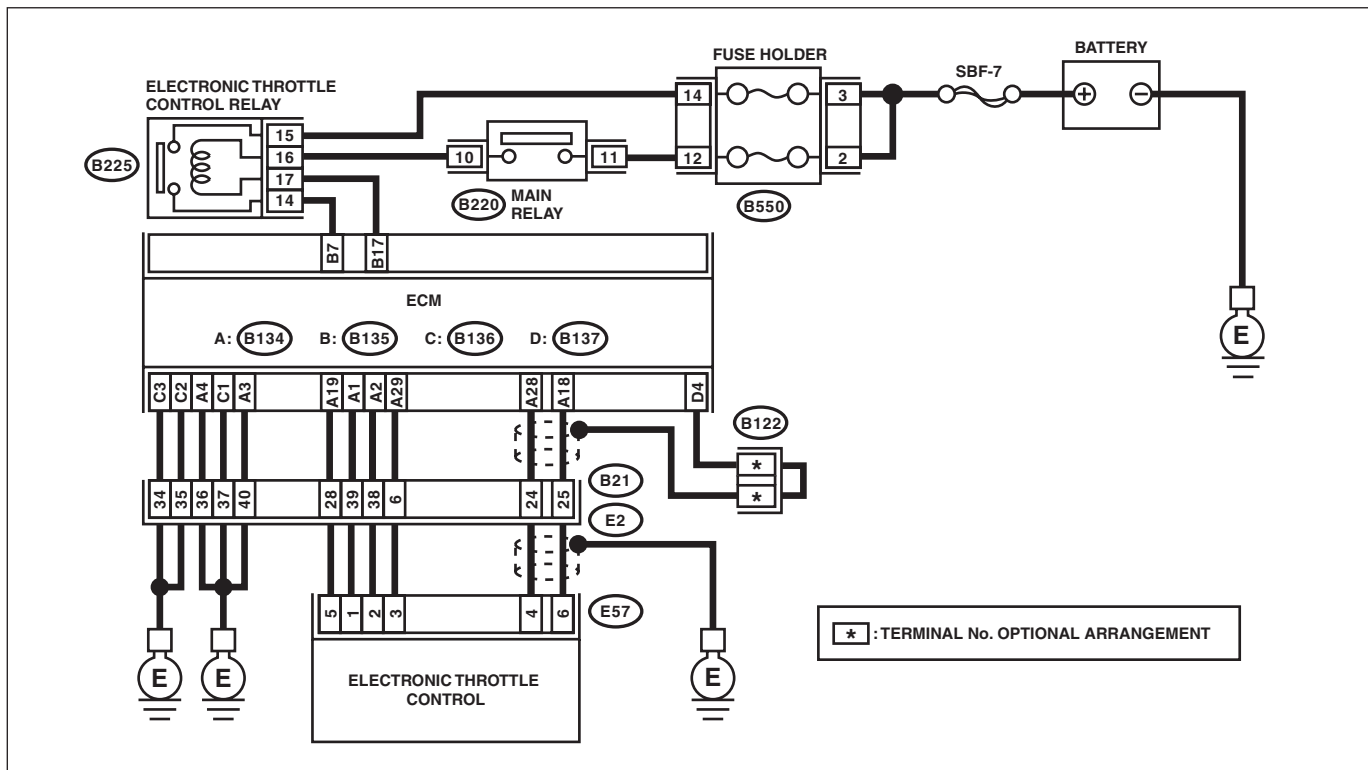 BATTERY
FUSE HOLDER
SBF-7
ELECTRONIC THROTTLE
CONTROL RELAY
14
3
+
−
15
16
10
11
12
2
B225
17
14
B220
MAIN
RELAY
B550
B7
B17
E
ECM
A: B134 B: B135 C: B136 D: B137
C3 C2 A4 C1 A3 A19 A1 A2 A29 A28 A18 D4
B122
*
*
B21
34 35 36 37 40 28 39 38 6 24 25
E2
5 1 2 3 4 6
E57
* : TERMINAL No. OPTIONAL ARRANGEMENT
E E E
ELECTRONIC THROTTLE
CONTROL